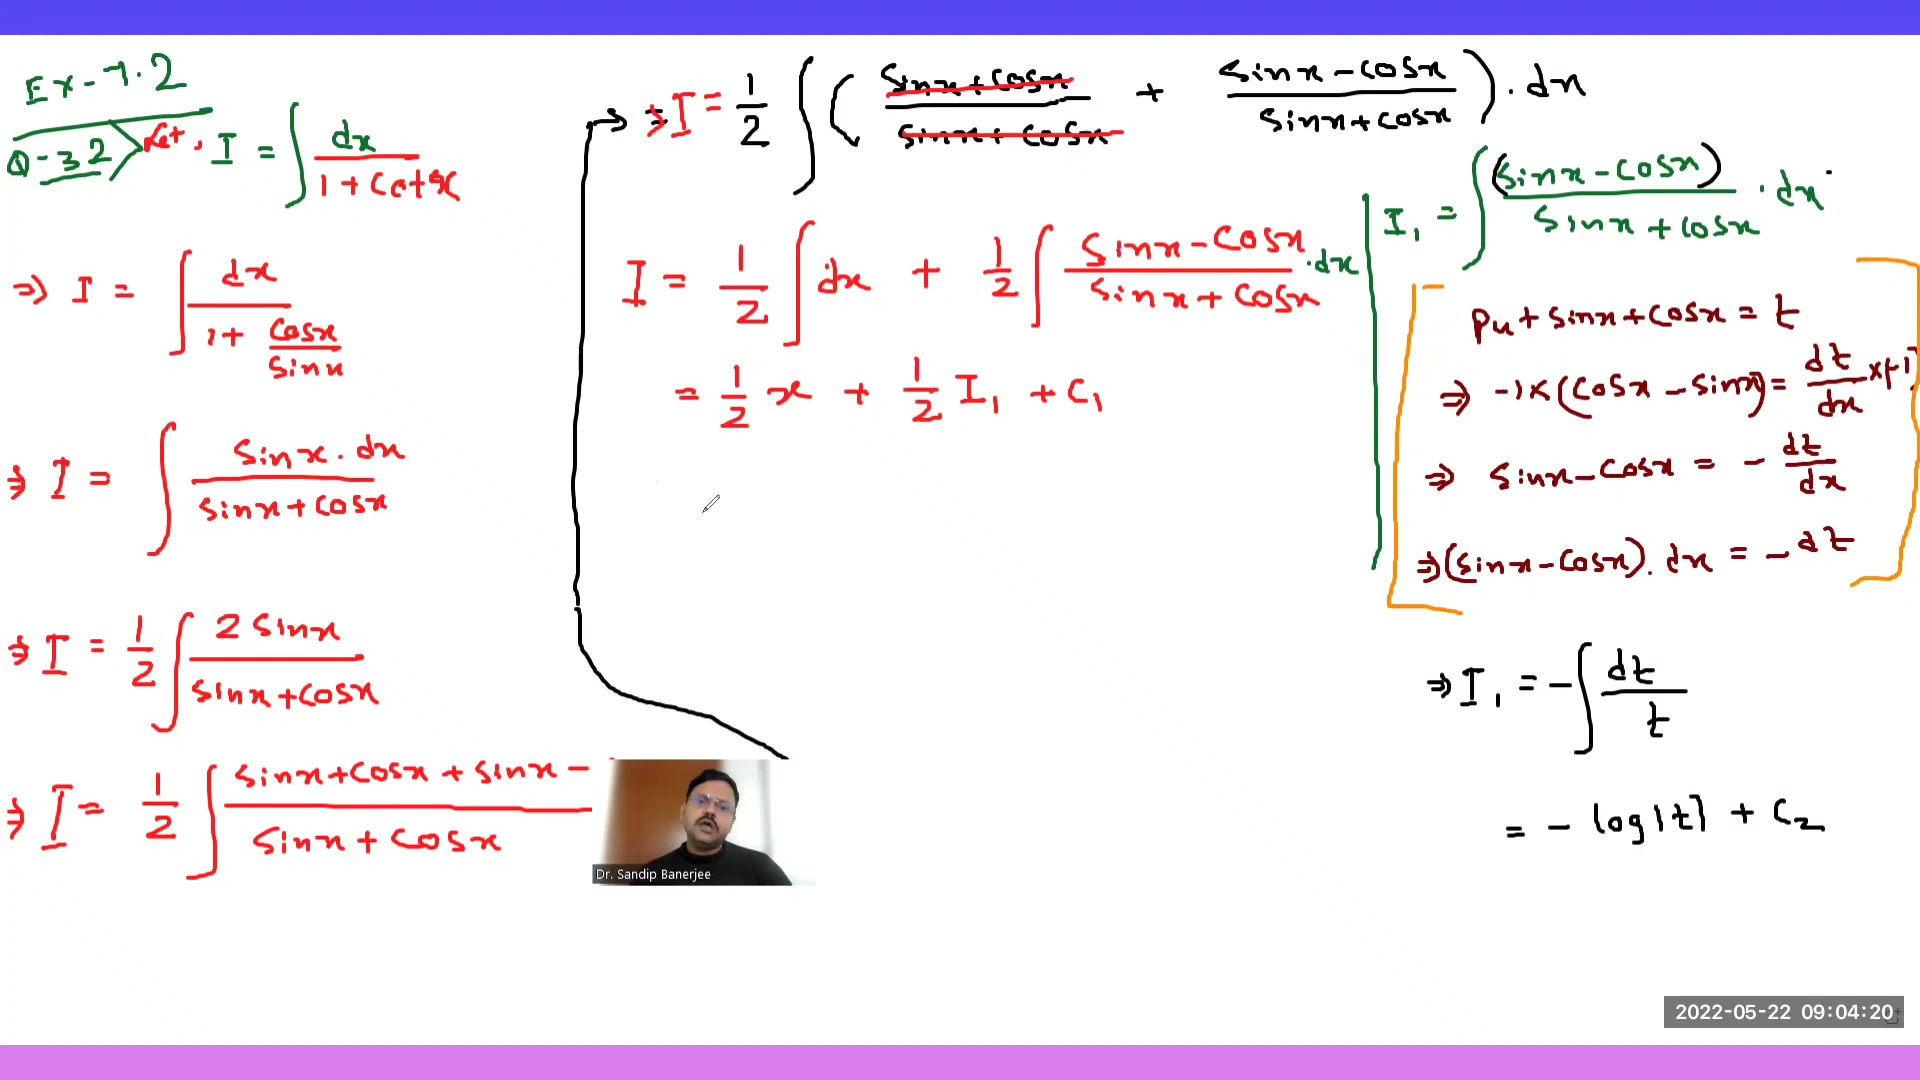 Ex-7.2
Q-32 Let, I = ∫ dx / 1 + cot x
⇒ I = ∫ dx / 1 + cosx/sinx
⇒ I = ∫ sinx . dx / sinx + cosx
⇒ I = 1/2 ∫ 2 sinx / sinx + cosx
⇒ I = 1/2 ∫ sinx + cosx + sinx - / sinx + cosx
⇒ I = 1/2 ∫ ( sinx + cosx / sinx + cosx + sinx - cosx / sinx + cosx ) . dx
I = 1/2 ∫ dx + 1/2 ∫ sinx - cosx / sinx + cosx . dx
= 1/2 x + 1/2 I₁ + C₁
I₁ = ∫ (sinx - cosx) / sinx + cosx . dx
Put sinx + cosx = t
⇒ -1 × (cosx - sinx) = dt/dx × (-1)
⇒ sinx - cosx = - dt/dx
⇒ (sinx - cosx) . dx = - dt
⇒ I₁ = - ∫ dt / t
= - log|t| + C₂
Dr. Sandip Banerjee
2022-05-22 09:04:20